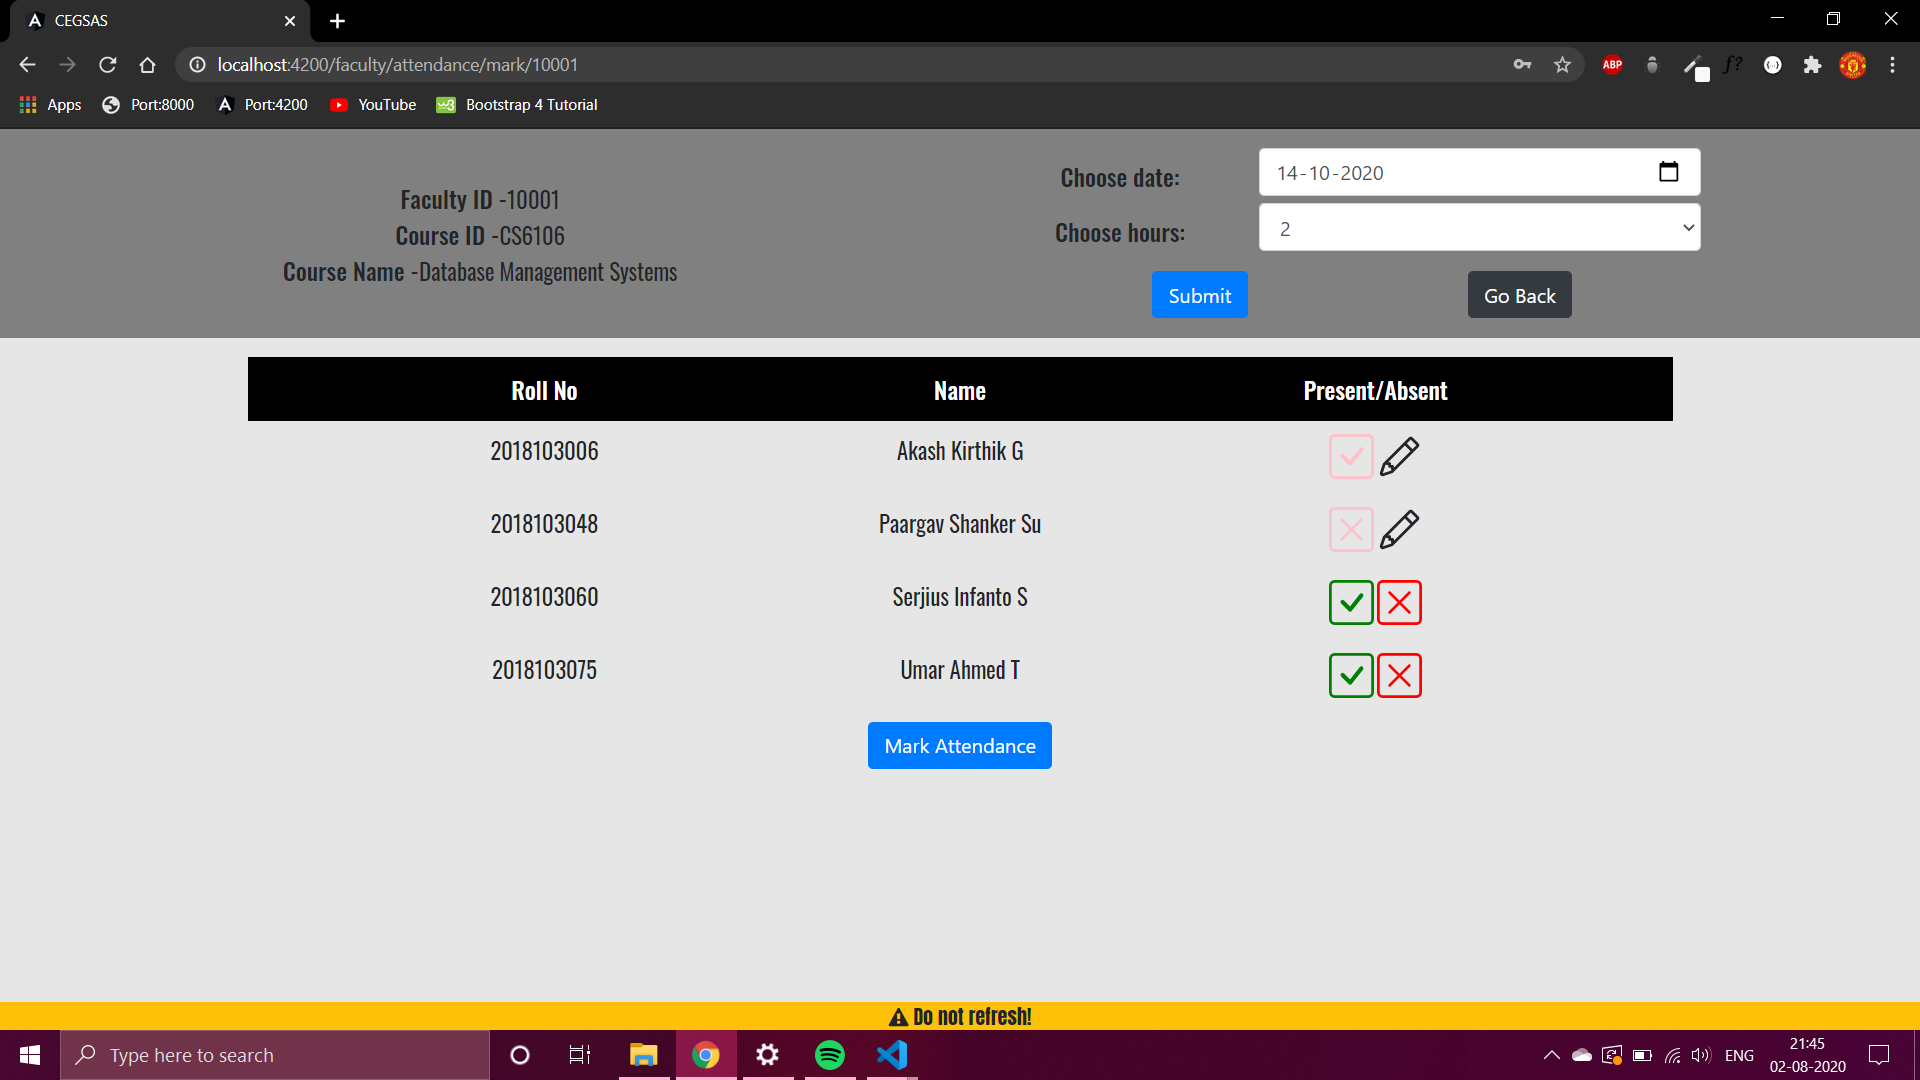 CEGSAS
localhost:4200/faculty/attendance/mark/10001
ABP
f?
Apps
Port:8000
Port:4200
YouTube
Bootstrap 4 Tutorial
Faculty ID -10001
Course ID -CS6106
Course Name -Database Management Systems
Choose date:
14-10-2020
Choose hours:
2
Submit
Go Back
Roll No Name Present/Absent
2018103006 Akash Kirthik G
2018103048 Paargav Shanker Su
2018103060 Serjius Infanto S
2018103075 Umar Ahmed T
Mark Attendance
Do not refresh!
Type here to search
ENG
21:45
02-08-2020